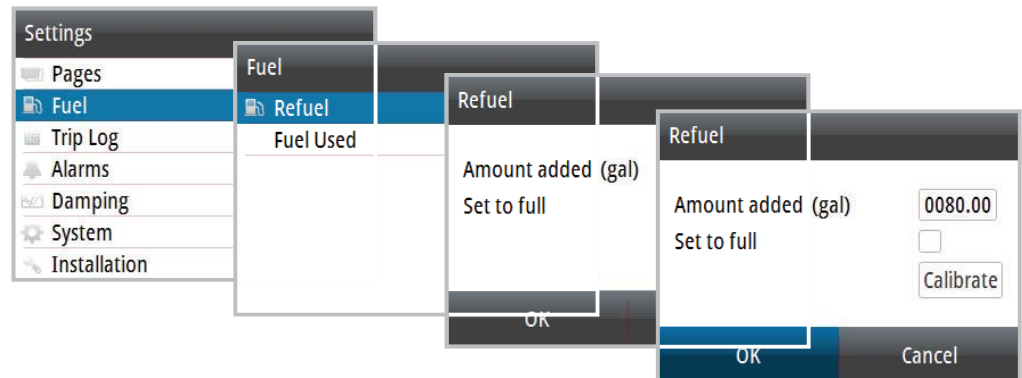 Settings
Pages
Fuel
Trip Log
Alarms
Damping
System
Installation
Fuel
Refuel
Fuel Used
Refuel
Amount added (gal)
Set to full
OK
Refuel
Amount added (gal) 0080.00
Set to full
Calibrate
OK Cancel